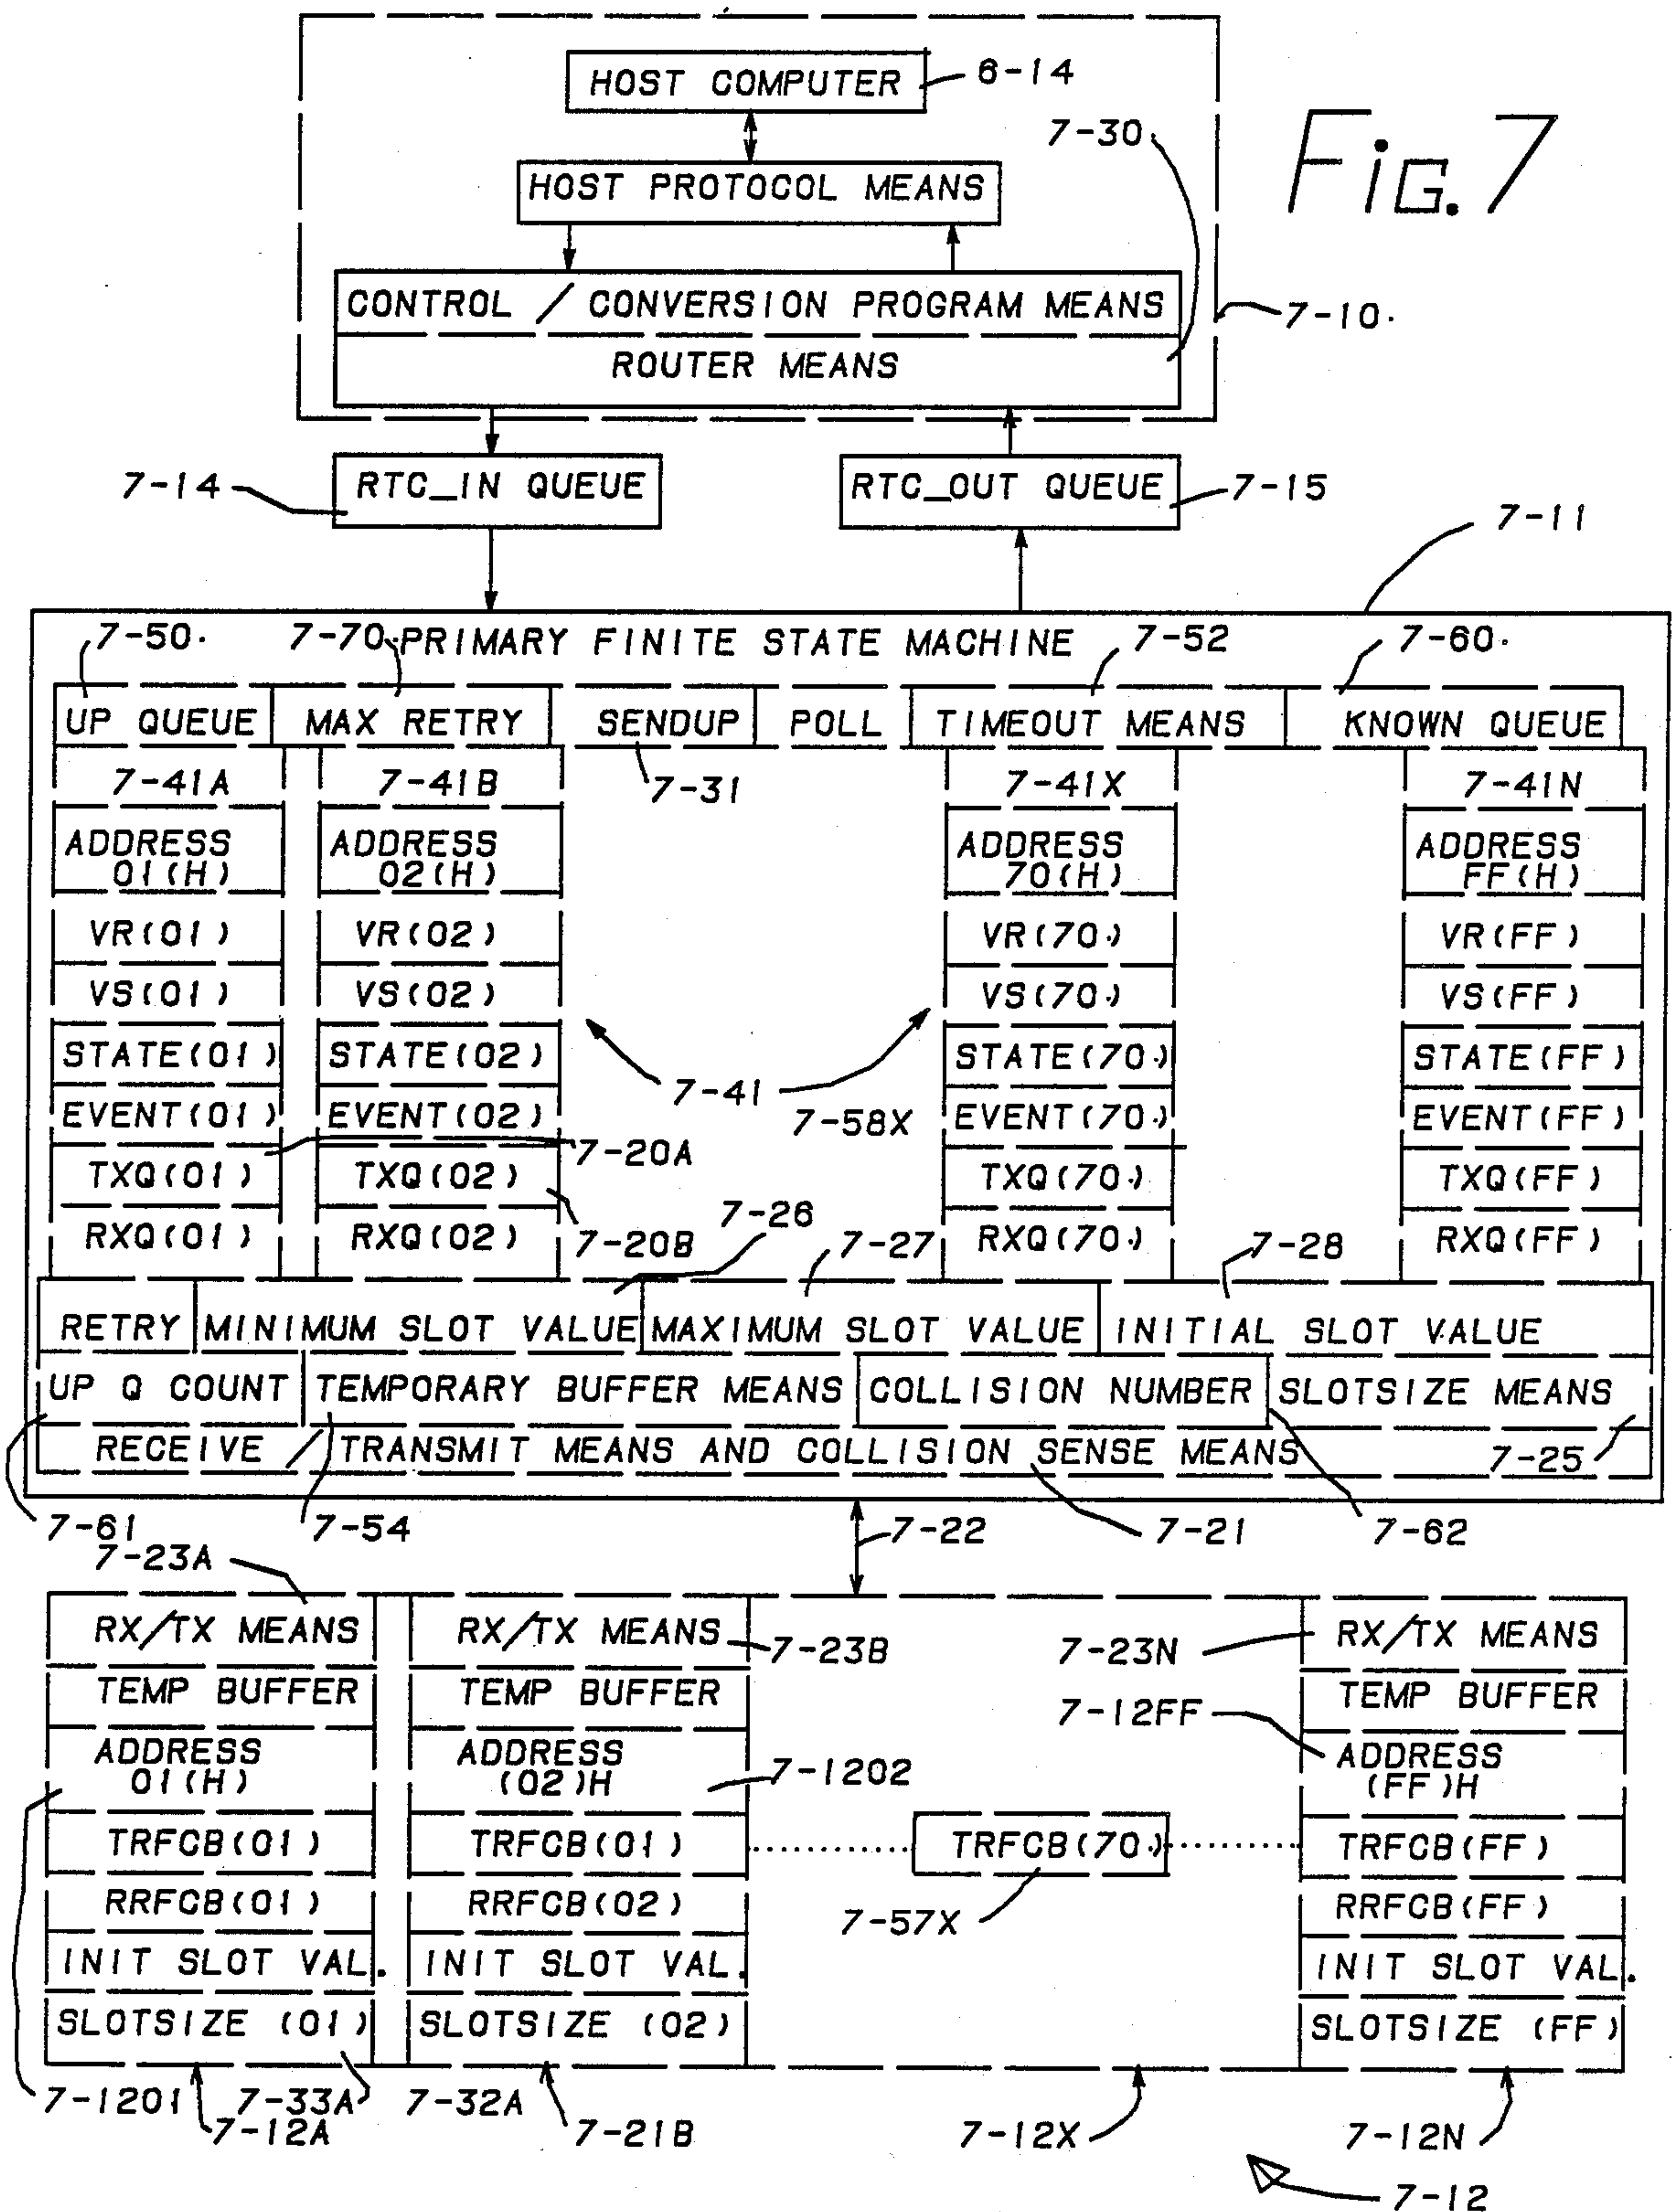 HOST COMPUTER 6-14
Fig. 7
7-30
HOST PROTOCOL MEANS
CONTROL / CONVERSION PROGRAM MEANS
7-10.
ROUTER MEANS
7-14 RTC_IN QUEUE RTC_OUT QUEUE 7-15
7-11
7-50. 7-70. PRIMARY FINITE STATE MACHINE 7-52 7-60.
UP QUEUE MAX RETRY SENDUP POLL TIMEOUT MEANS KNOWN QUEUE
7-41A 7-41B 7-31 7-41X 7-41N
ADDRESS ADDRESS ADDRESS ADDRESS
01(H) 02(H) 70(H) FF(H)
VR(01) VR(02) VR(70.) VR(FF)
VS(01) VS(02) VS(70.) VS(FF)
STATE(01) STATE(02) STATE(70.) STATE(FF)
7-41
EVENT(01) EVENT(02) 7-58X EVENT(70.) EVENT(FF)
7-20A
TXQ(01) TXQ(02) TXQ(70.) TXQ(FF)
7-26
RXQ(01) RXQ(02) 7-20B 7-27 RXQ(70.) 7-28 RXQ(FF)
RETRY MINIMUM SLOT VALUE MAXIMUM SLOT VALUE INITIAL SLOT VALUE
UP Q COUNT TEMPORARY BUFFER MEANS COLLISION NUMBER SLOTSIZE MEANS
RECEIVE / TRANSMIT MEANS AND COLLISION SENSE MEANS 7-25
7-61 7-54 7-22 7-21 7-62
7-23A
RX/TX MEANS RX/TX MEANS 7-23B 7-23N RX/TX MEANS
TEMP BUFFER TEMP BUFFER TEMP BUFFER
7-12FF
ADDRESS ADDRESS ADDRESS
01(H) (02)H 7-1202 (FF)H
TRFCB(01) TRFCB(01) TRFCB(70.) TRFCB(FF)
RRFCB(01) RRFCB(02) 7-57X RRFCB(FF)
INIT SLOT VAL. INIT SLOT VAL. INIT SLOT VAL.
SLOTSIZE (01) SLOTSIZE (02) SLOTSIZE (FF)
7-1201 7-33A 7-32A
7-12A 7-21B 7-12X 7-12N
7-12